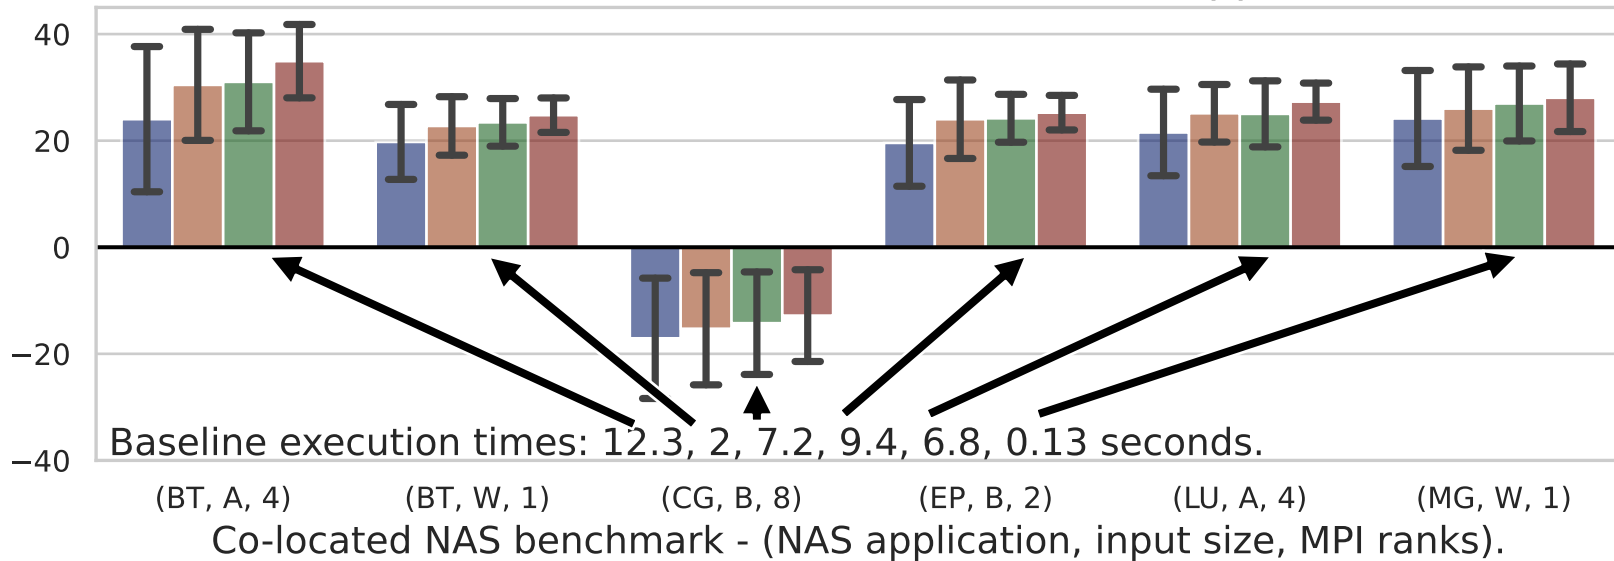 40
20
0
−20
Baseline execution times: 12.3, 2, 7.2, 9.4, 6.8, 0.13 seconds.
−40
(BT, A, 4) (BT, W, 1) (CG, B, 8) (EP, B, 2) (LU, A, 4) (MG, W, 1)
Co-located NAS benchmark - (NAS application, input size, MPI ranks).